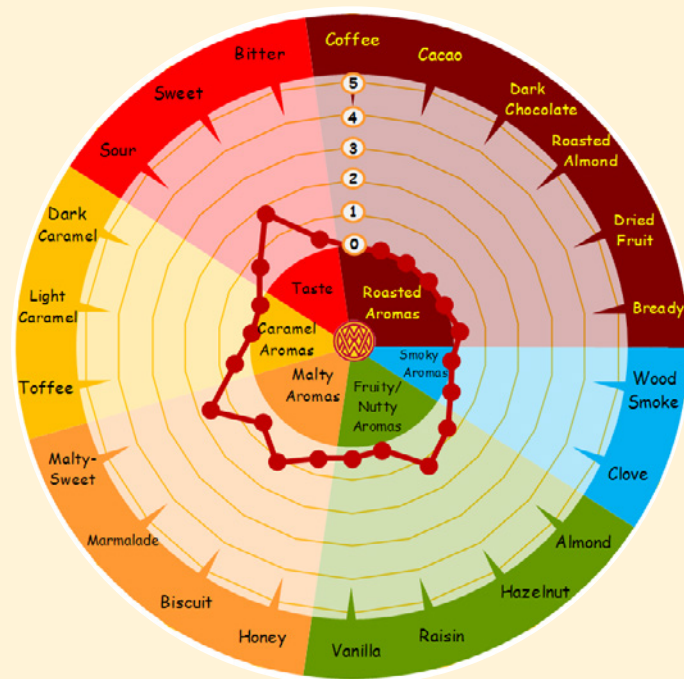 Coffee
Cacao
Dark
Chocolate
Roasted
Almond
Dried
Fruit
Bready
Wood
Smoke
Clove
Almond
Hazelnut
Raisin
Vanilla
Honey
Biscuit
Marmalade
Malty-
Sweet
Toffee
Light
Caramel
Dark
Caramel
Sour
Sweet
Bitter
5
4
3
2
1
0
Taste
Roasted
Aromas
Caramel
Aromas
Smoky
Aromas
Malty
Aromas
Fruity/
Nutty
Aromas